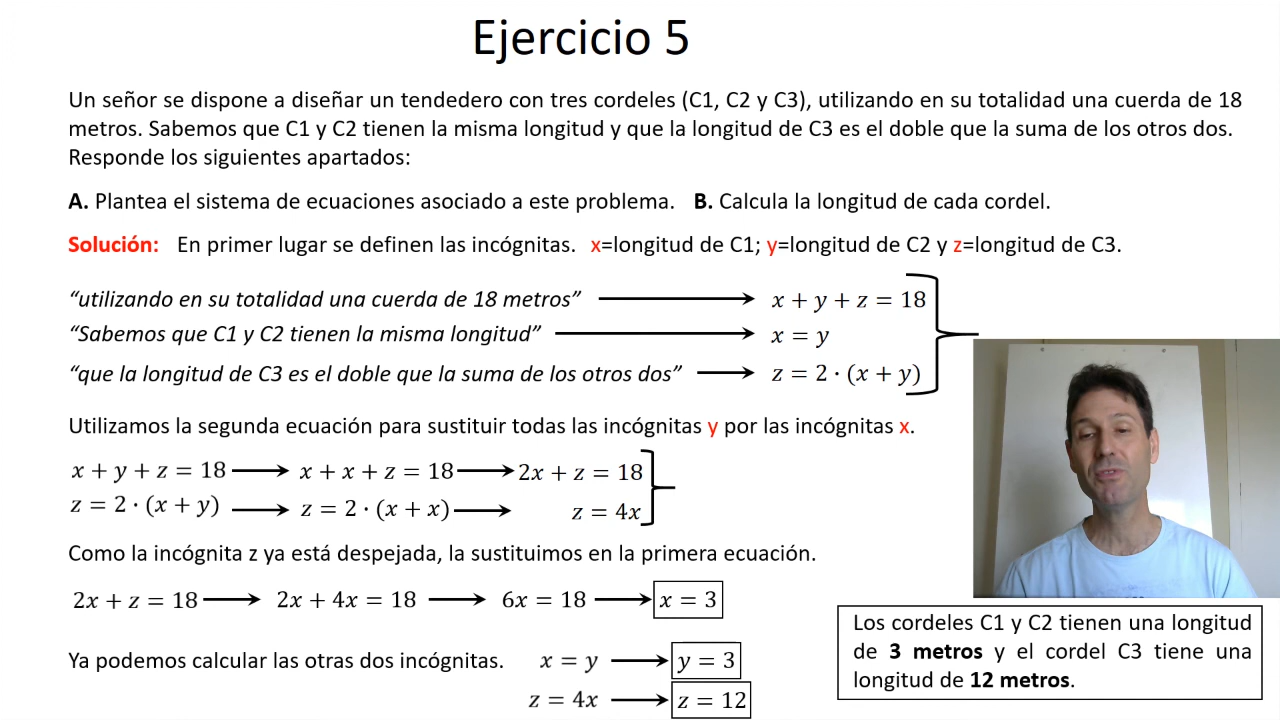 Ejercicio 5
Un señor se dispone a diseñar un tendedero con tres cordeles (C1, C2 y C3), utilizando en su totalidad una cuerda de 18
metros. Sabemos que C1 y C2 tienen la misma longitud y que la longitud de C3 es el doble que la suma de los otros dos.
Responde los siguientes apartados:
A. Plantea el sistema de ecuaciones asociado a este problema. B. Calcula la longitud de cada cordel.
Solución: En primer lugar se definen las incógnitas. x=longitud de C1; y=longitud de C2 y z=longitud de C3.
“utilizando en su totalidad una cuerda de 18 metros” x + y + z = 18
“Sabemos que C1 y C2 tienen la misma longitud” x = y
“que la longitud de C3 es el doble que la suma de los otros dos” z = 2 · (x + y)
Utilizamos la segunda ecuación para sustituir todas las incógnitas y por las incógnitas x.
x + y + z = 18 x + x + z = 18 2x + z = 18
z = 2 · (x + y) z = 2 · (x + x) z = 4x
Como la incógnita z ya está despejada, la sustituimos en la primera ecuación.
2x + z = 18 2x + 4x = 18 6x = 18 x = 3
Ya podemos calcular las otras dos incógnitas. x = y y = 3
z = 4x z = 12
Los cordeles C1 y C2 tienen una longitud
de 3 metros y el cordel C3 tiene una
longitud de 12 metros.